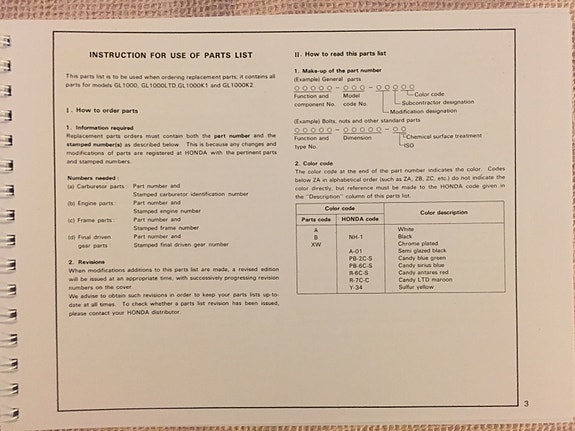 INSTRUCTION FOR USE OF PARTS LIST
This parts list is to be used when ordering replacement parts; it contains all
parts for models GL1000, GL1000LTD,GL1000K1 and GL1000K2.
I. How to order parts
1. Information required
Replacement parts orders must contain both the part number and the
stamped number(s) as described below. This is because any changes and
modifications of parts are registered at HONDA with the pertinent parts
and stamped numbers.
Numbers needed:
(a) Carburetor parts: Part number and
Stamped carburetor identification number
(b) Engine parts: Part number and
Stamped engine number
(c) Frame parts: Part number and
Stamped frame number
(d) Final driven Part number and
gear parts: Stamped final driven gear number
2. Revisions
When modifications additions to this parts list are made, a revised edition
will be issued at an appropriate time, with successively progressing revision
numbers on the cover.
We advise to obtain such revisions in order to keep your parts lists up-to-
date at all times. To check whether a parts list revision has been issued,
please contact your HONDA distributor.
II. How to read this parts list
1. Make-up of the part number
(Example) General parts
○○○○○-○○○-○○○○○
Function and Model Color code
component No. code No. Subcontractor designation
Modification designation
(Example) Bolts, nuts and other standard parts
○○○○○-○○○○○-○○
Function and Dimension Chemical surface treatment
type No. ISO
2. Color code
The color code at the end of the part number indicates the color. Codes
below ZA in alphabetical order (such as ZA, ZB, ZC, etc.) do not indicate the
color directly, but reference must be made to the HONDA code given in
the "Description" column of this parts list.
Color code Color description
Parts code HONDA code
A White
B NH-1 Black
XW Chrome plated
A-01 Semi glazed black
PB-2C-S Candy blue green
PB-6C-S Candy sirius blue
R-6C-S Candy antares red
R-7C-C Candy LTD maroon
Y-34 Sulfur yellow
3